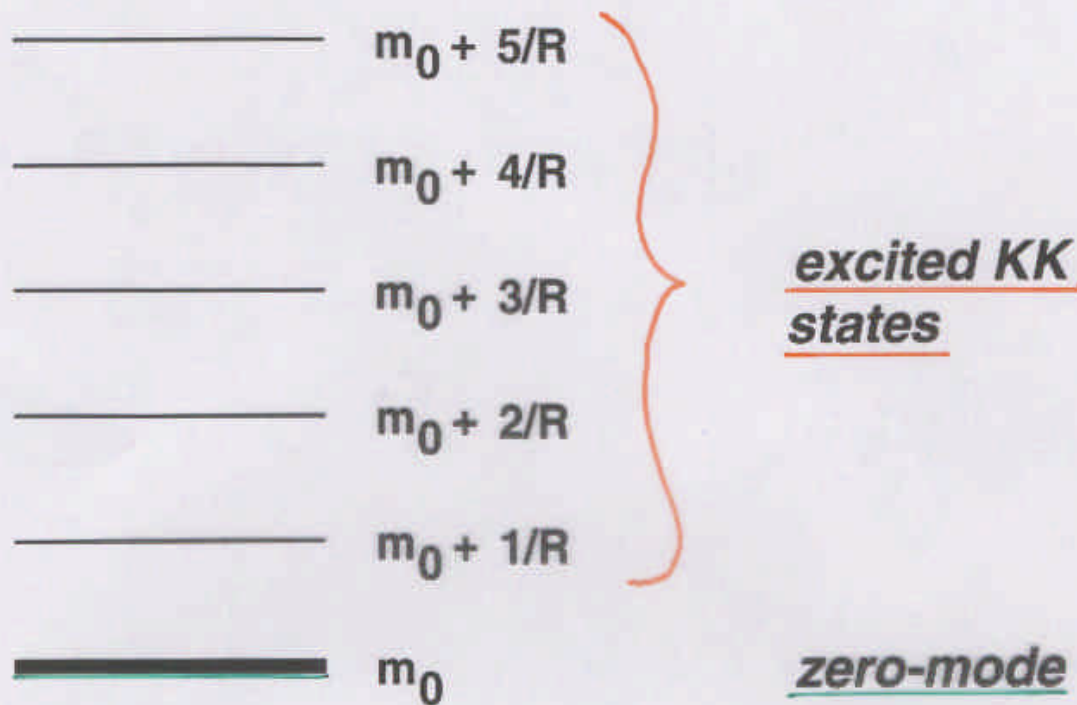 m0 + 5/R
m0 + 4/R
m0 + 3/R
excited KK
states
m0 + 2/R
m0 + 1/R
m0
zero-mode